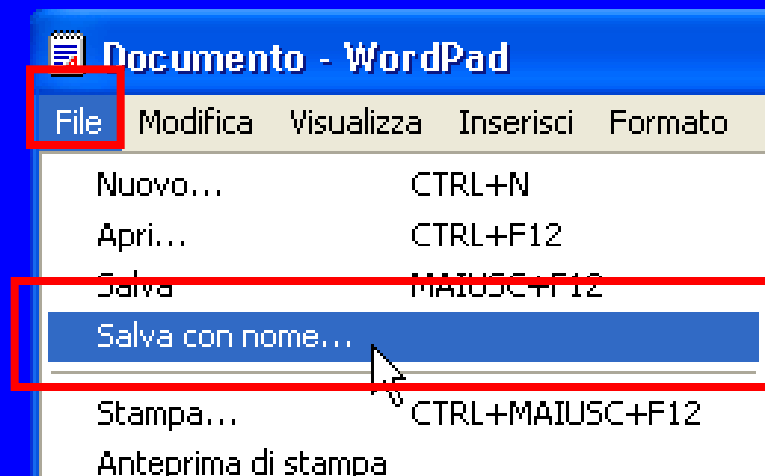 Documento - WordPad
File Modifica Visualizza Inserisci Formato
Nuovo... CTRL+N
Apri... CTRL+F12
Salva MAIUSC+F12
Salva con nome...
Stampa... CTRL+MAIUSC+F12
Anteprima di stampa